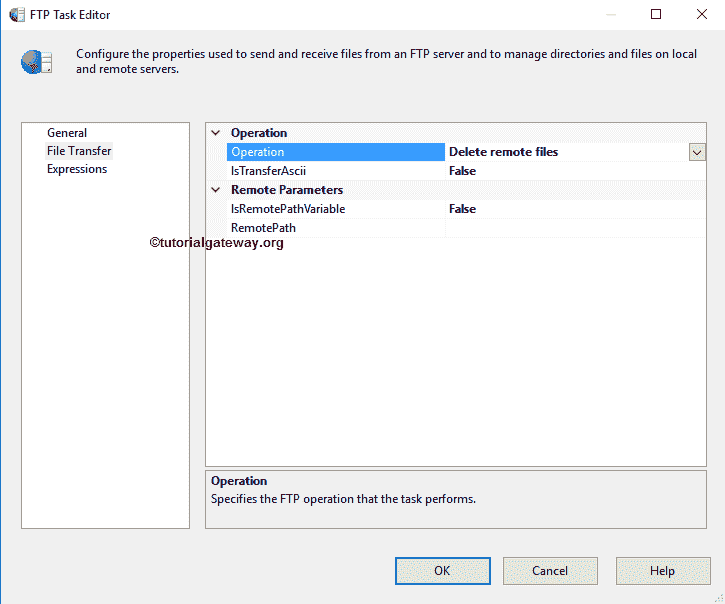 FTP Task Editor
Configure the properties used to send and receive files from an FTP server and to manage directories and files on local
and remote servers.
General
File Transfer
Expressions
Operation
Operation Delete remote files
IsTransferAscii False
Remote Parameters
IsRemotePathVariable False
RemotePath
©tutorialgateway.org
Operation
Specifies the FTP operation that the task performs.
OK Cancel Help